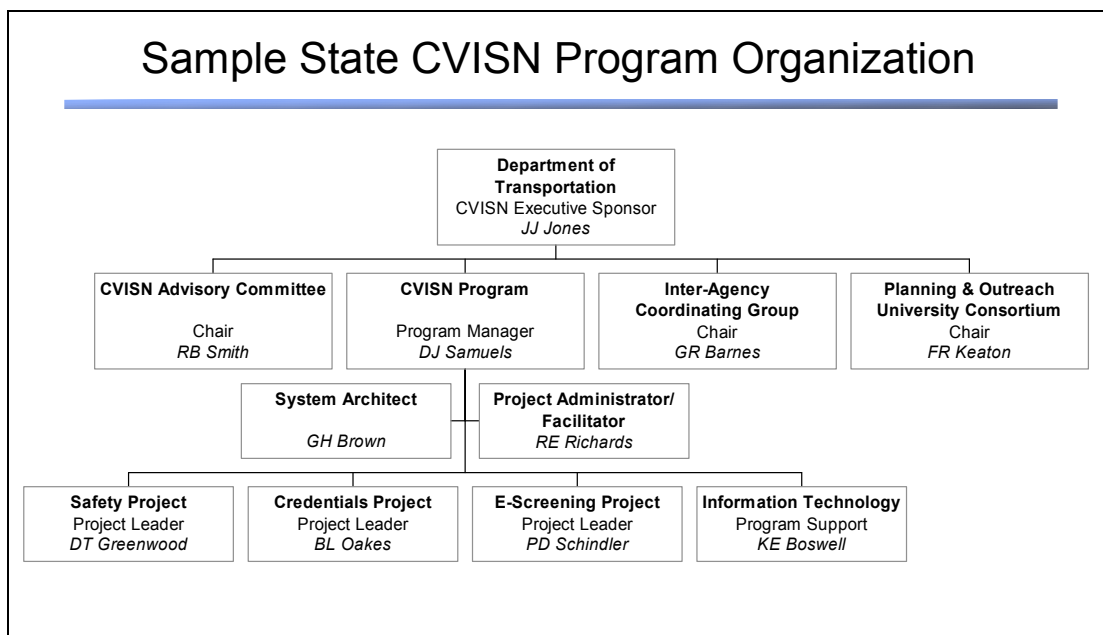 Sample State CVISN Program Organization
Department of
Transportation
CVISN Executive Sponsor
JJ Jones
CVISN Advisory Committee
Chair
RB Smith
CVISN Program
Program Manager
DJ Samuels
Inter-Agency
Coordinating Group
Chair
GR Barnes
Planning & Outreach
University Consortium
Chair
FR Keaton
System Architect
GH Brown
Project Administrator/
Facilitator
RE Richards
Safety Project
Project Leader
DT Greenwood
Credentials Project
Project Leader
BL Oakes
E-Screening Project
Project Leader
PD Schindler
Information Technology
Program Support
KE Boswell